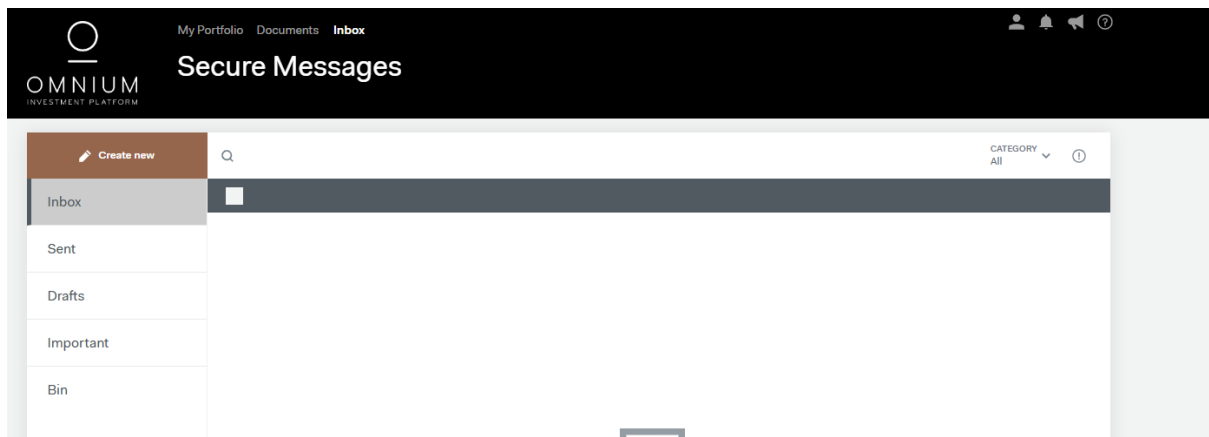 My Portfolio Documents Inbox
Secure Messages
OMNIUM
INVESTMENT PLATFORM
Create new
CATEGORY
All
Inbox
Sent
Drafts
Important
Bin